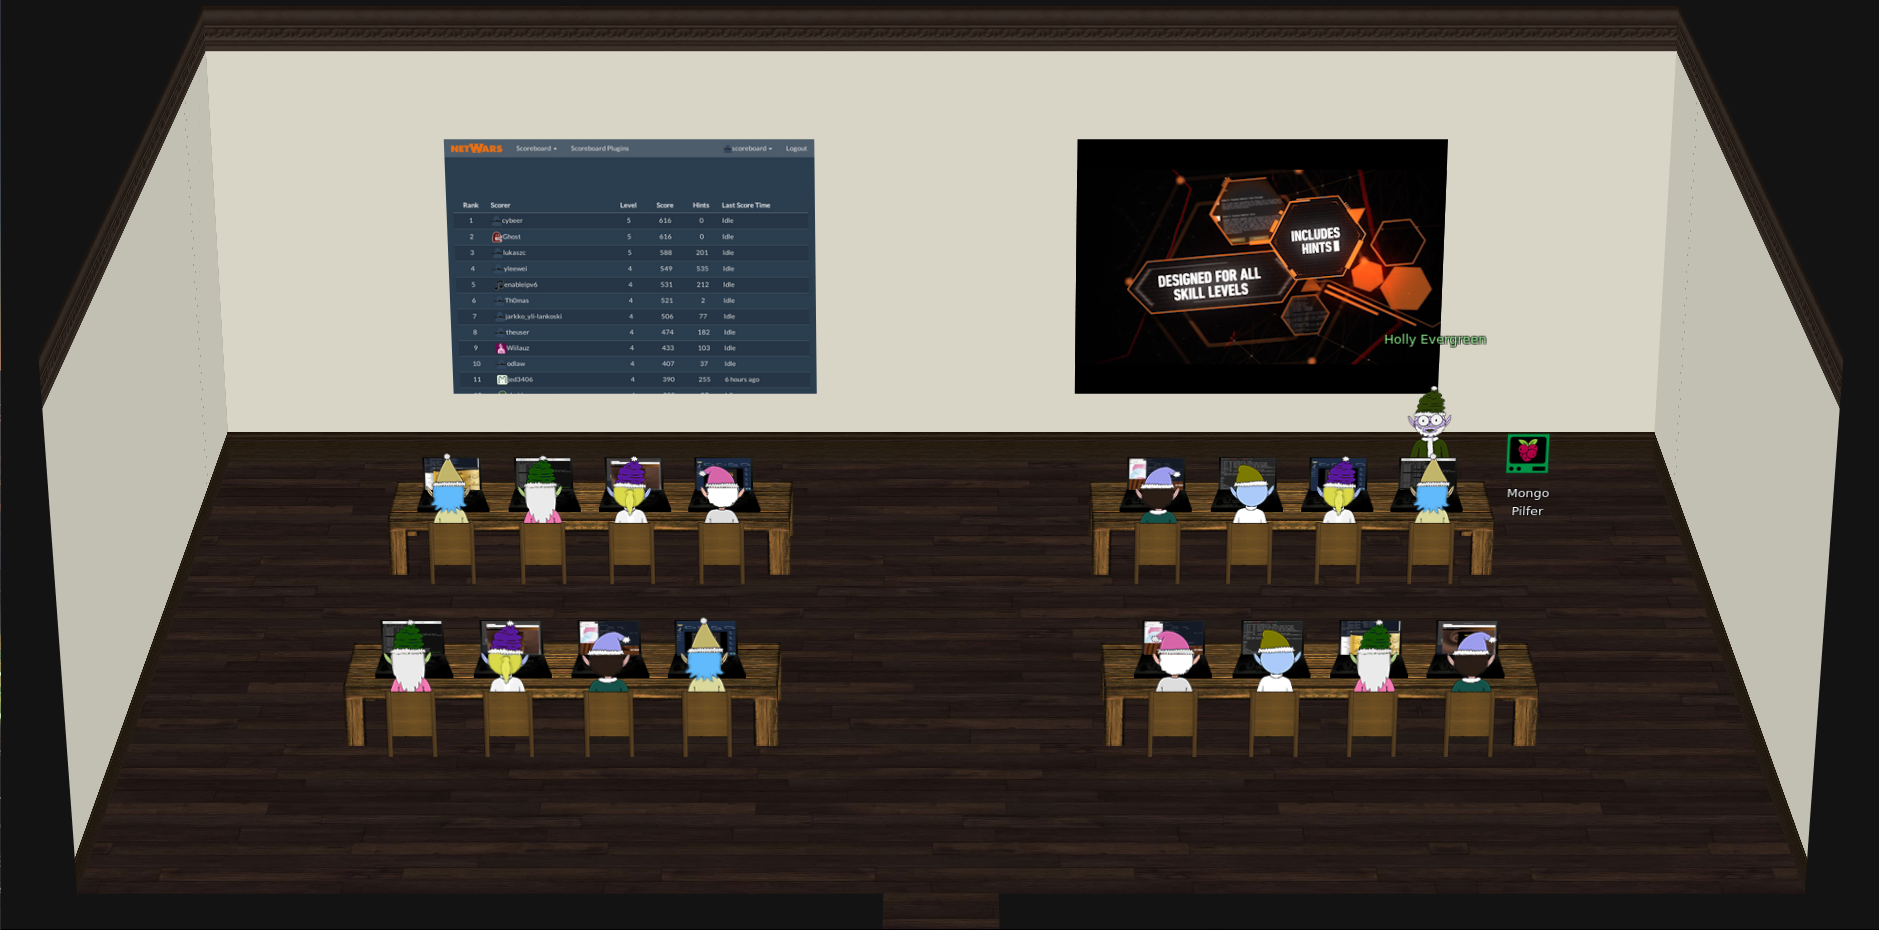 NETWARS Scoreboard Scoreboard Plugins scoreboard Logout
Rank Scorer Level Score Hints Last Score Time
1 cybeer 5 616 0 Idle
2 Ghost 5 616 0 Idle
3 lukaszc 5 588 201 Idle
4 yleewei 4 549 535 Idle
5 enableipv6 4 531 212 Idle
6 Th0mas 4 521 2 Idle
7 jarkko_yli-lankoski 4 506 77 Idle
8 theuser 4 474 182 Idle
9 Willauz 4 433 103 Idle
10 odlaw 4 407 37 Idle
11 jed3406 4 390 255 6 hours ago
INCLUDES
HINTS
DESIGNED FOR ALL
SKILL LEVELS
Holly Evergreen
Mongo
Pilfer